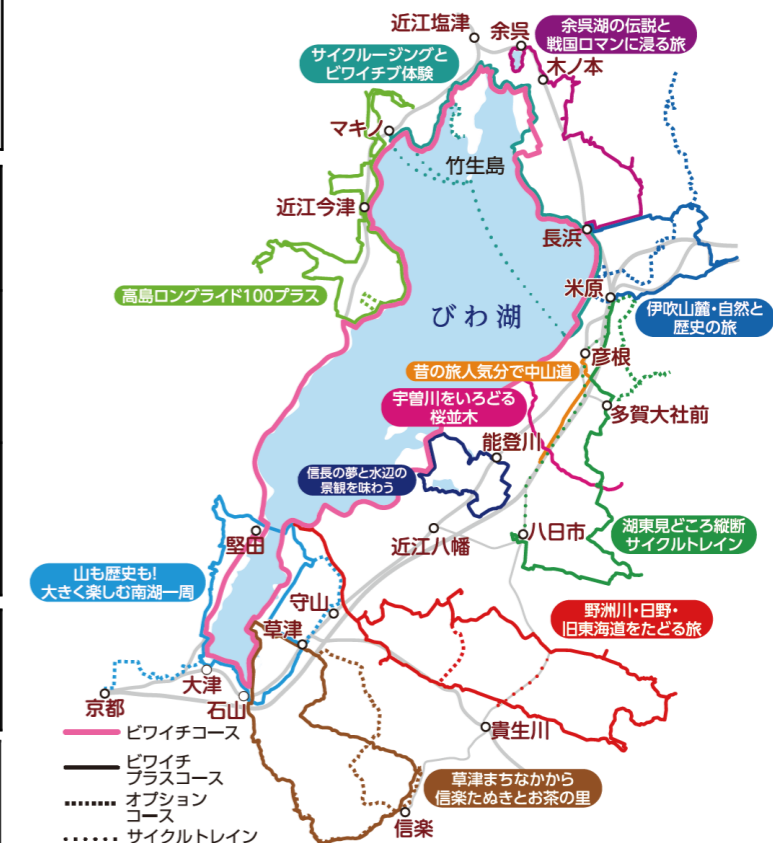 近江塩津
余呉
余呉湖の伝説と
戦国ロマンに浸る旅
サイクルージングと
ビワイチプ体験
木ノ本
マキノ
竹生島
近江今津
長浜
米原
高島ロングライド100プラス
びわ湖
伊吹山麓・自然と
歴史の旅
彦根
昔の旅人気分で中山道
宇曽川をいろどる
桜並木
多賀大社前
能登川
信長の夢と水辺の
景観を味わう
堅田
近江八幡
八日市
湖東見どころ縦断
サイクルトレイン
山も歴史も!
大きく楽しむ南湖一周
守山
草津
野洲川・日野・
旧東海道をたどる旅
大津
京都
石山
貴生川
ビワイチコース
ビワイチ
プラスコース
オプション
コース
サイクルトレイン
草津まちなかから
信楽たぬきとお茶の里
信楽